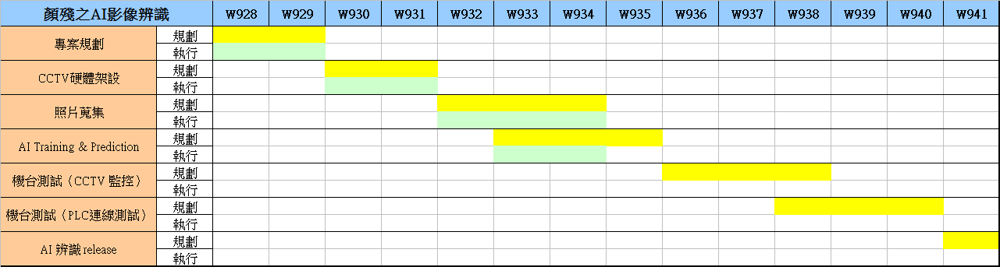 顏殘之AI影像辨識 W928 W929 W930 W931 W932 W933 W934 W935 W936 W937 W938 W939 W940 W941
專案規劃 規劃
執行
CCTV硬體架設 規劃
執行
照片蒐集 規劃
執行
AI Training & Prediction 規劃
執行
機台測試（CCTV 監控） 規劃
執行
機台測試（PLC連線測試） 規劃
執行
AI 辨識 release 規劃
執行